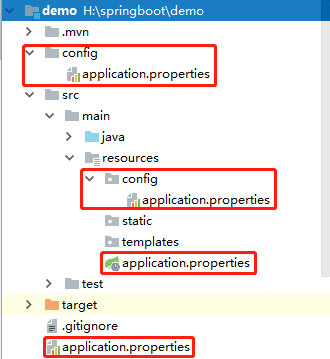 demo H:\springboot\demo
.mvn
config
application.properties
src
main
java
resources
config
application.properties
static
templates
application.properties
test
target
.gitignore
application.properties